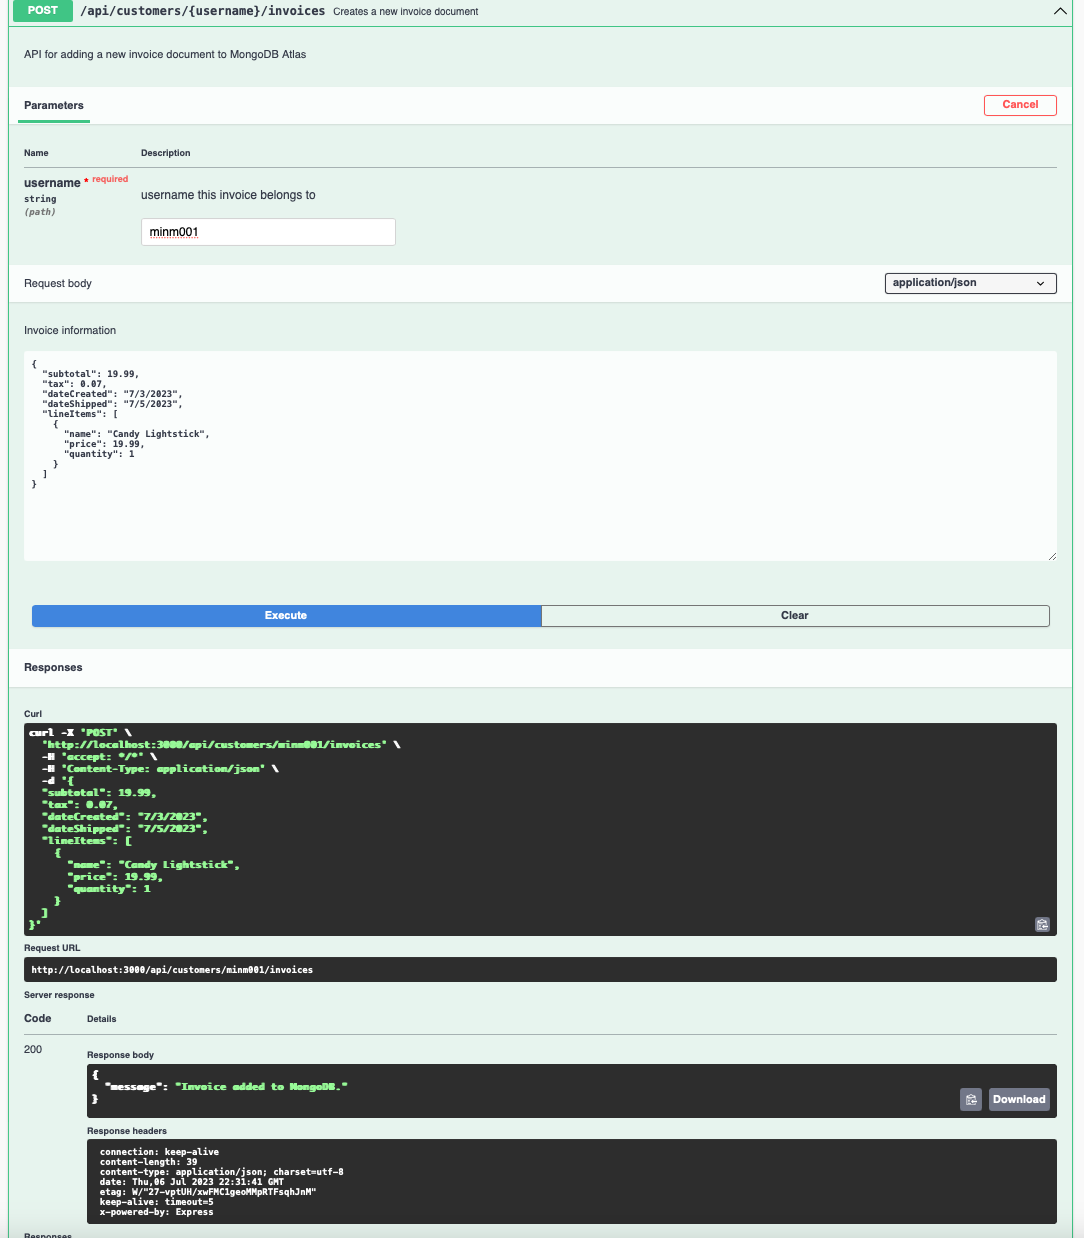 POST /api/customers/{username}/invoices Creates a new invoice document
API for adding a new invoice document to MongoDB Atlas
Parameters Cancel
Name Description
username * required
string
(path)
username this invoice belongs to
minm001
Request body application/json
Invoice information
{
  "subtotal": 19.99,
  "tax": 0.07,
  "dateCreated": "7/3/2023",
  "dateShipped": "7/5/2023",
  "lineItems": [
    {
      "name": "Candy Lightstick",
      "price": 19.99,
      "quantity": 1
    }
  ]
}
Execute Clear
Responses
Curl
curl -X 'POST' \
  'http://localhost:3000/api/customers/minm001/invoices' \
  -H 'accept: */*' \
  -H 'Content-Type: application/json' \
  -d '{
  "subtotal": 19.99,
  "tax": 0.07,
  "dateCreated": "7/3/2023",
  "dateShipped": "7/5/2023",
  "lineItems": [
    {
      "name": "Candy Lightstick",
      "price": 19.99,
      "quantity": 1
    }
  ]
}'
Request URL
http://localhost:3000/api/customers/minm001/invoices
Server response
Code Details
200
Response body
{
  "message": "Invoice added to MongoDB."
}
Download
Response headers
connection: keep-alive
content-length: 39
content-type: application/json; charset=utf-8
date: Thu,06 Jul 2023 22:31:41 GMT
etag: W/"27-vptUH/xwFMC1geoMMpRTFsqhJnM"
keep-alive: timeout=5
x-powered-by: Express
Responses